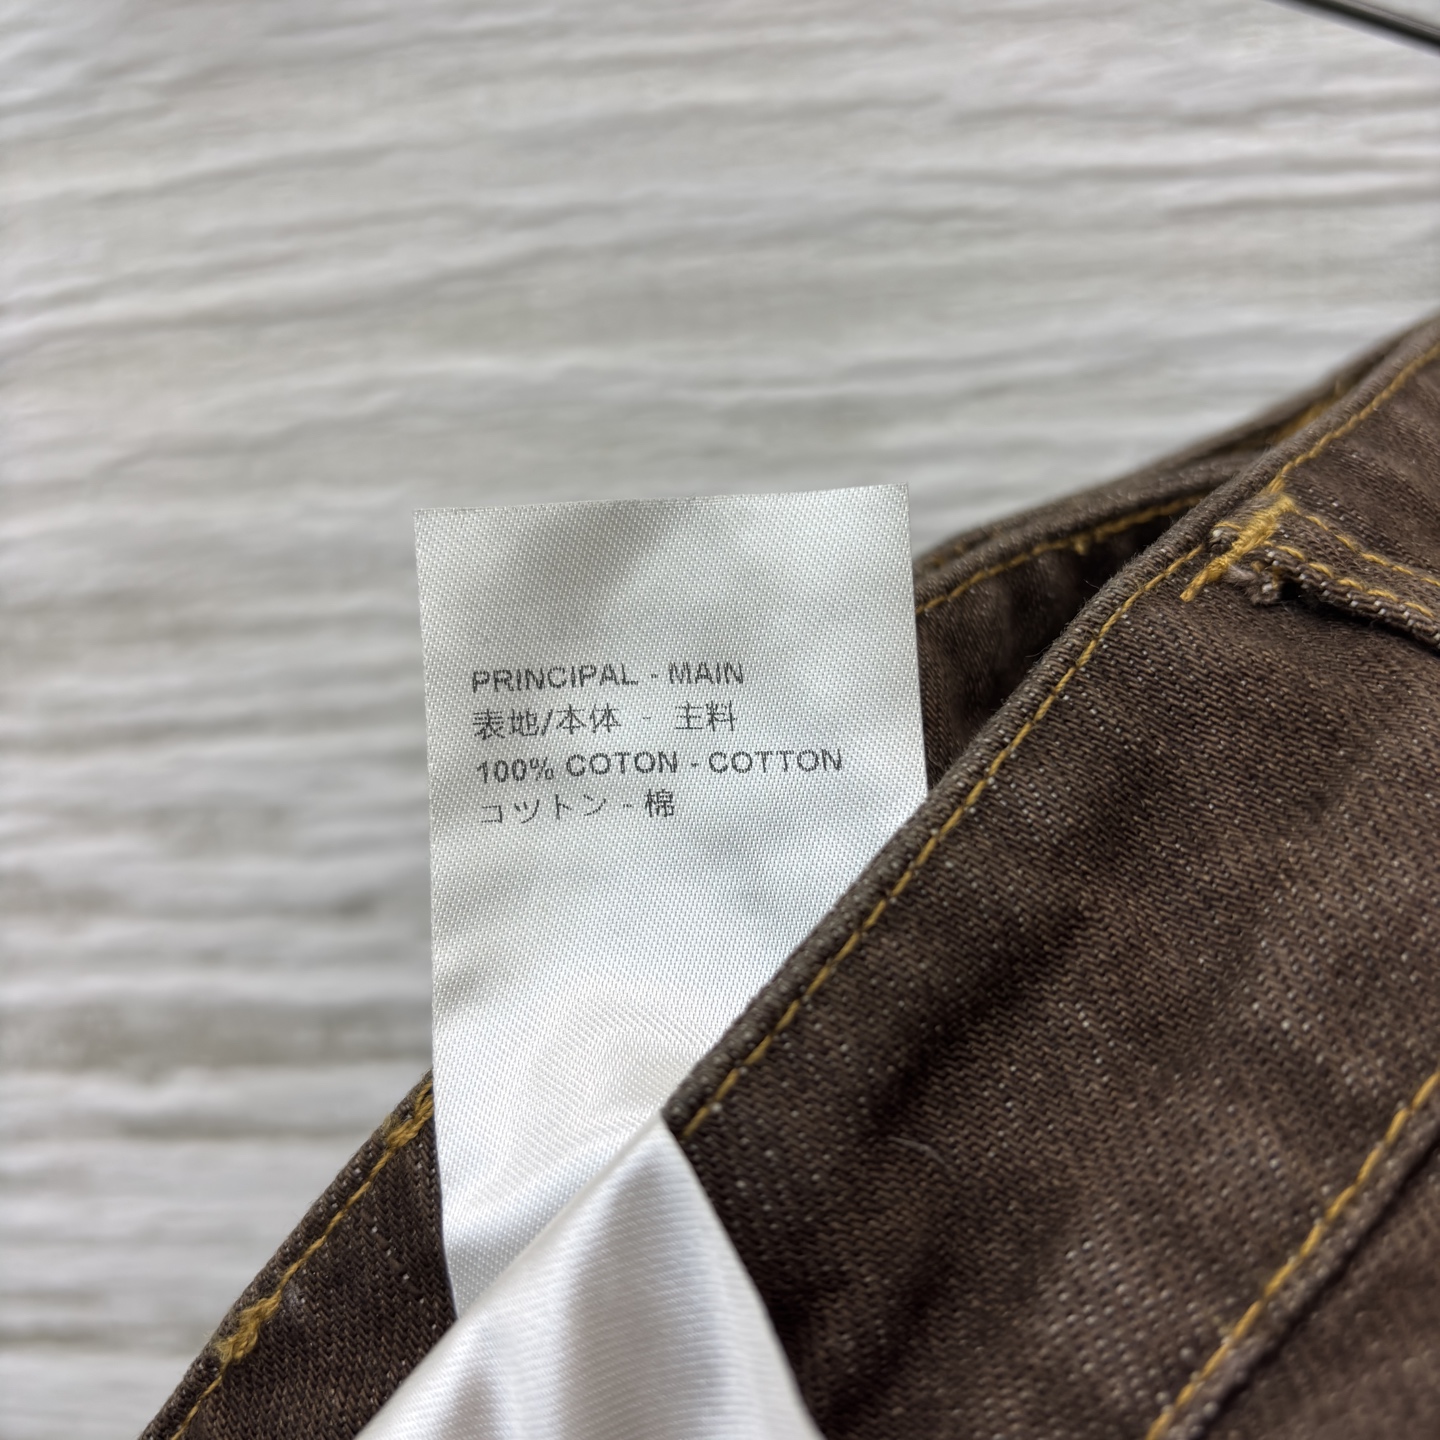 PRINCIPAL - MAIN
表地/本体 - 主料
100% COTON - COTTON
コットン - 棉